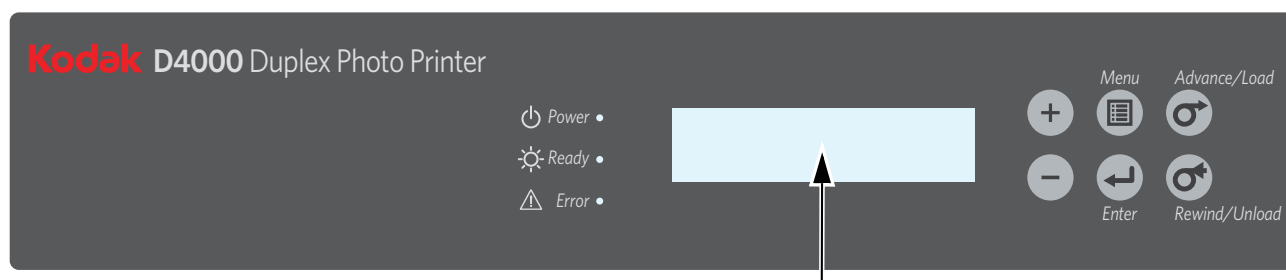 Kodak D4000 Duplex Photo Printer
Menu Advance/Load
Power
Ready
Error
+
-
Enter Rewind/Unload